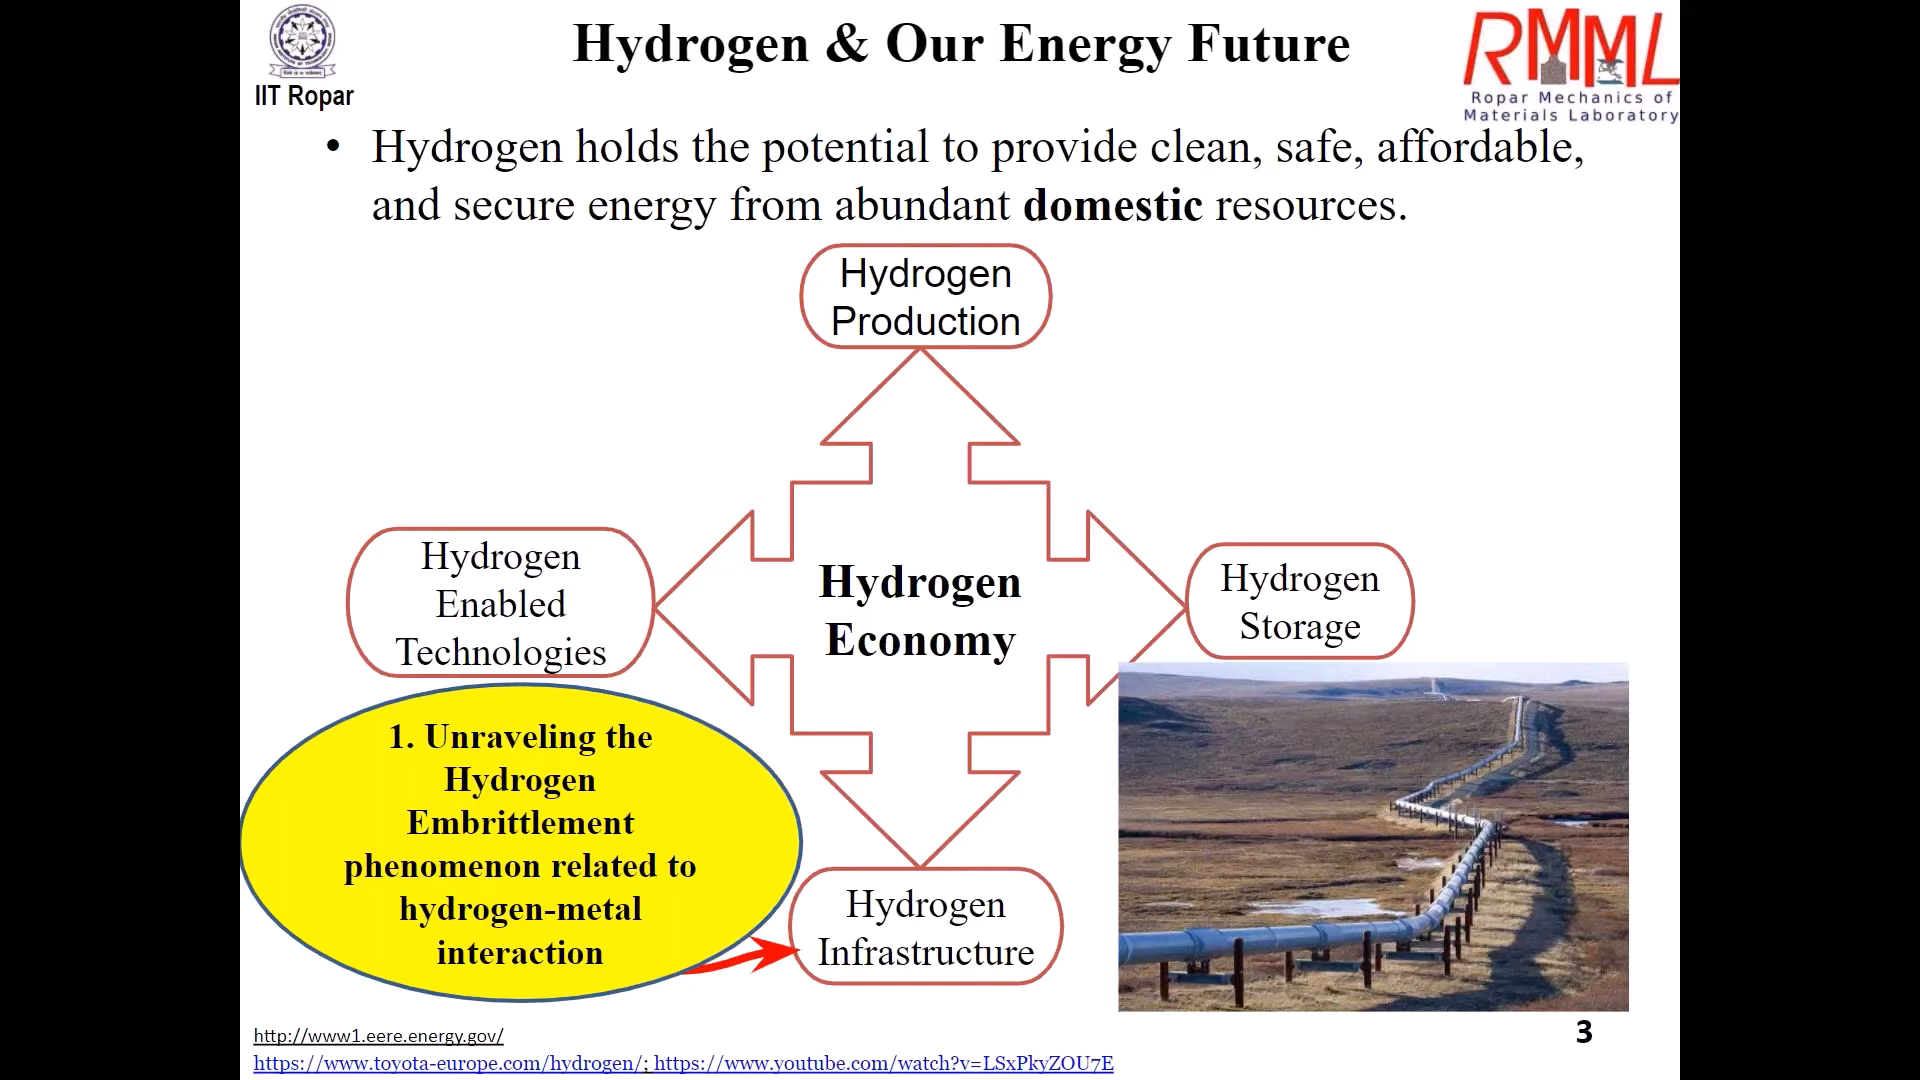 Hydrogen & Our Energy Future
IIT Ropar
RMML
Ropar Mechanics of
Materials Laboratory
• Hydrogen holds the potential to provide clean, safe, affordable,
and secure energy from abundant domestic resources.
Hydrogen
Production
Hydrogen
Enabled
Technologies
Hydrogen
Economy
Hydrogen
Storage
1. Unraveling the
Hydrogen
Embrittlement
phenomenon related to
hydrogen-metal
interaction
Hydrogen
Infrastructure
http://www1.eere.energy.gov/
https://www.toyota-europe.com/hydrogen/; https://www.youtube.com/watch?v=LSxPkyZOU7E
3